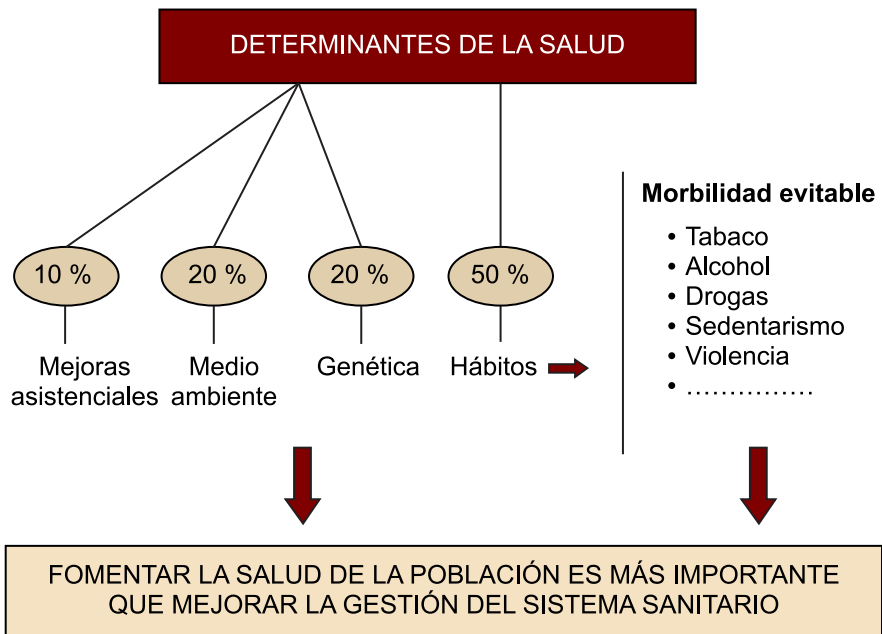 DETERMINANTES DE LA SALUD
10 %
20 %
20 %
50 %
Mejoras
asistenciales
Medio
ambiente
Genética
Hábitos
Morbilidad evitable
• Tabaco
• Alcohol
• Drogas
• Sedentarismo
• Violencia
• ...............
FOMENTAR LA SALUD DE LA POBLACIÓN ES MÁS IMPORTANTE
QUE MEJORAR LA GESTIÓN DEL SISTEMA SANITARIO